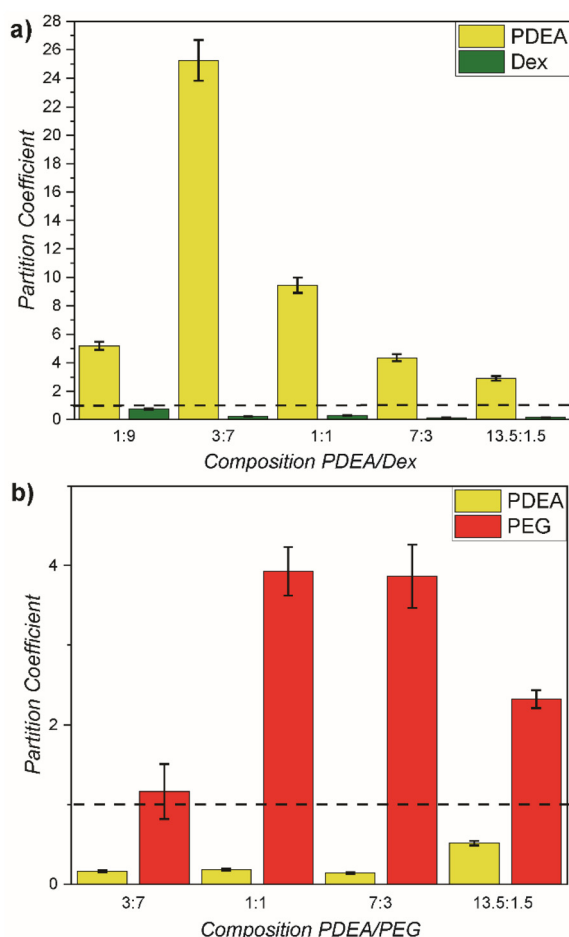 a)
PDEA
Dex
28
26
24
22
20
18
16
14
12
10
8
6
4
2
1
0
Partition Coefficient
1:9 3:7 1:1 7:3 13.5:1.5
Composition PDEA/Dex
b)
PDEA
PEG
4
2
0
Partition Coefficient
3:7 1:1 7:3 13.5:1.5
Composition PDEA/PEG